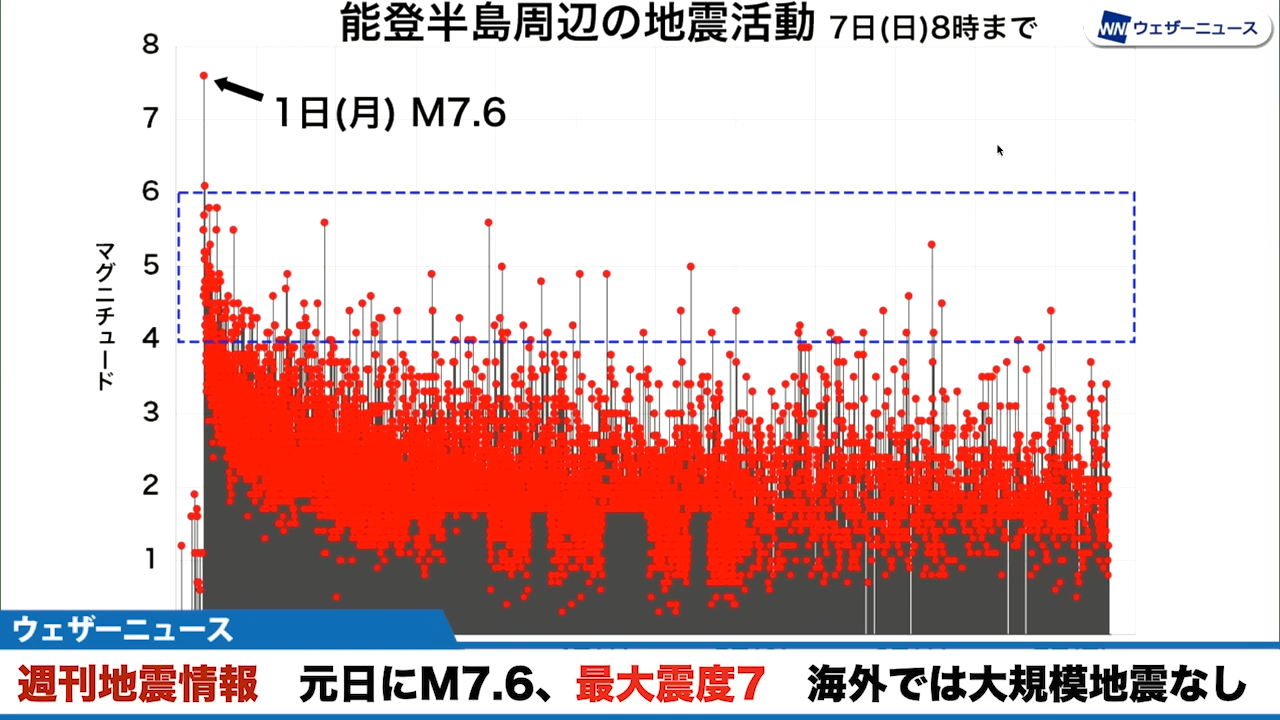 能登半島周辺の地震活動 7日(日)8時まで
WN ウェザーニュース
1日(月) M7.6
マグニチュード
8
7
6
5
4
3
2
1
ウェザーニュース
週刊地震情報 元日にM7.6、最大震度7 海外では大規模地震なし